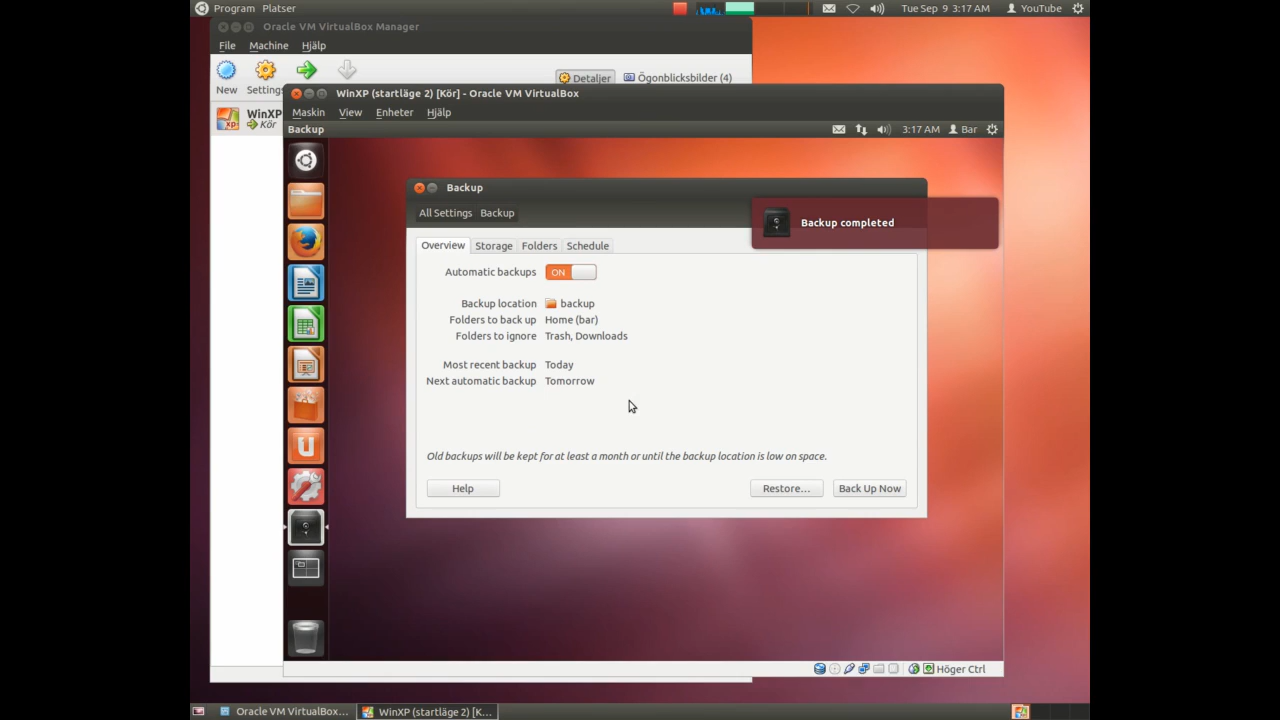 Program Platser
Tue Sep 9 3:17 AM YouTube
Oracle VM VirtualBox Manager
File Machine Hjälp
New Settings
Detaljer Ögonblicksbilder (4)
WinXP
Kör
WinXP (startläge 2) [Kör] - Oracle VM VirtualBox
Maskin View Enheter Hjälp
Backup
3:17 AM Bar
Backup
All Settings Backup
Backup completed
Overview Storage Folders Schedule
Automatic backups ON
Backup location backup
Folders to back up Home (bar)
Folders to ignore Trash, Downloads
Most recent backup Today
Next automatic backup Tomorrow
Old backups will be kept for at least a month or until the backup location is low on space.
Help Restore... Back Up Now
Höger Ctrl
Oracle VM VirtualBox... WinXP (startläge 2) [K...